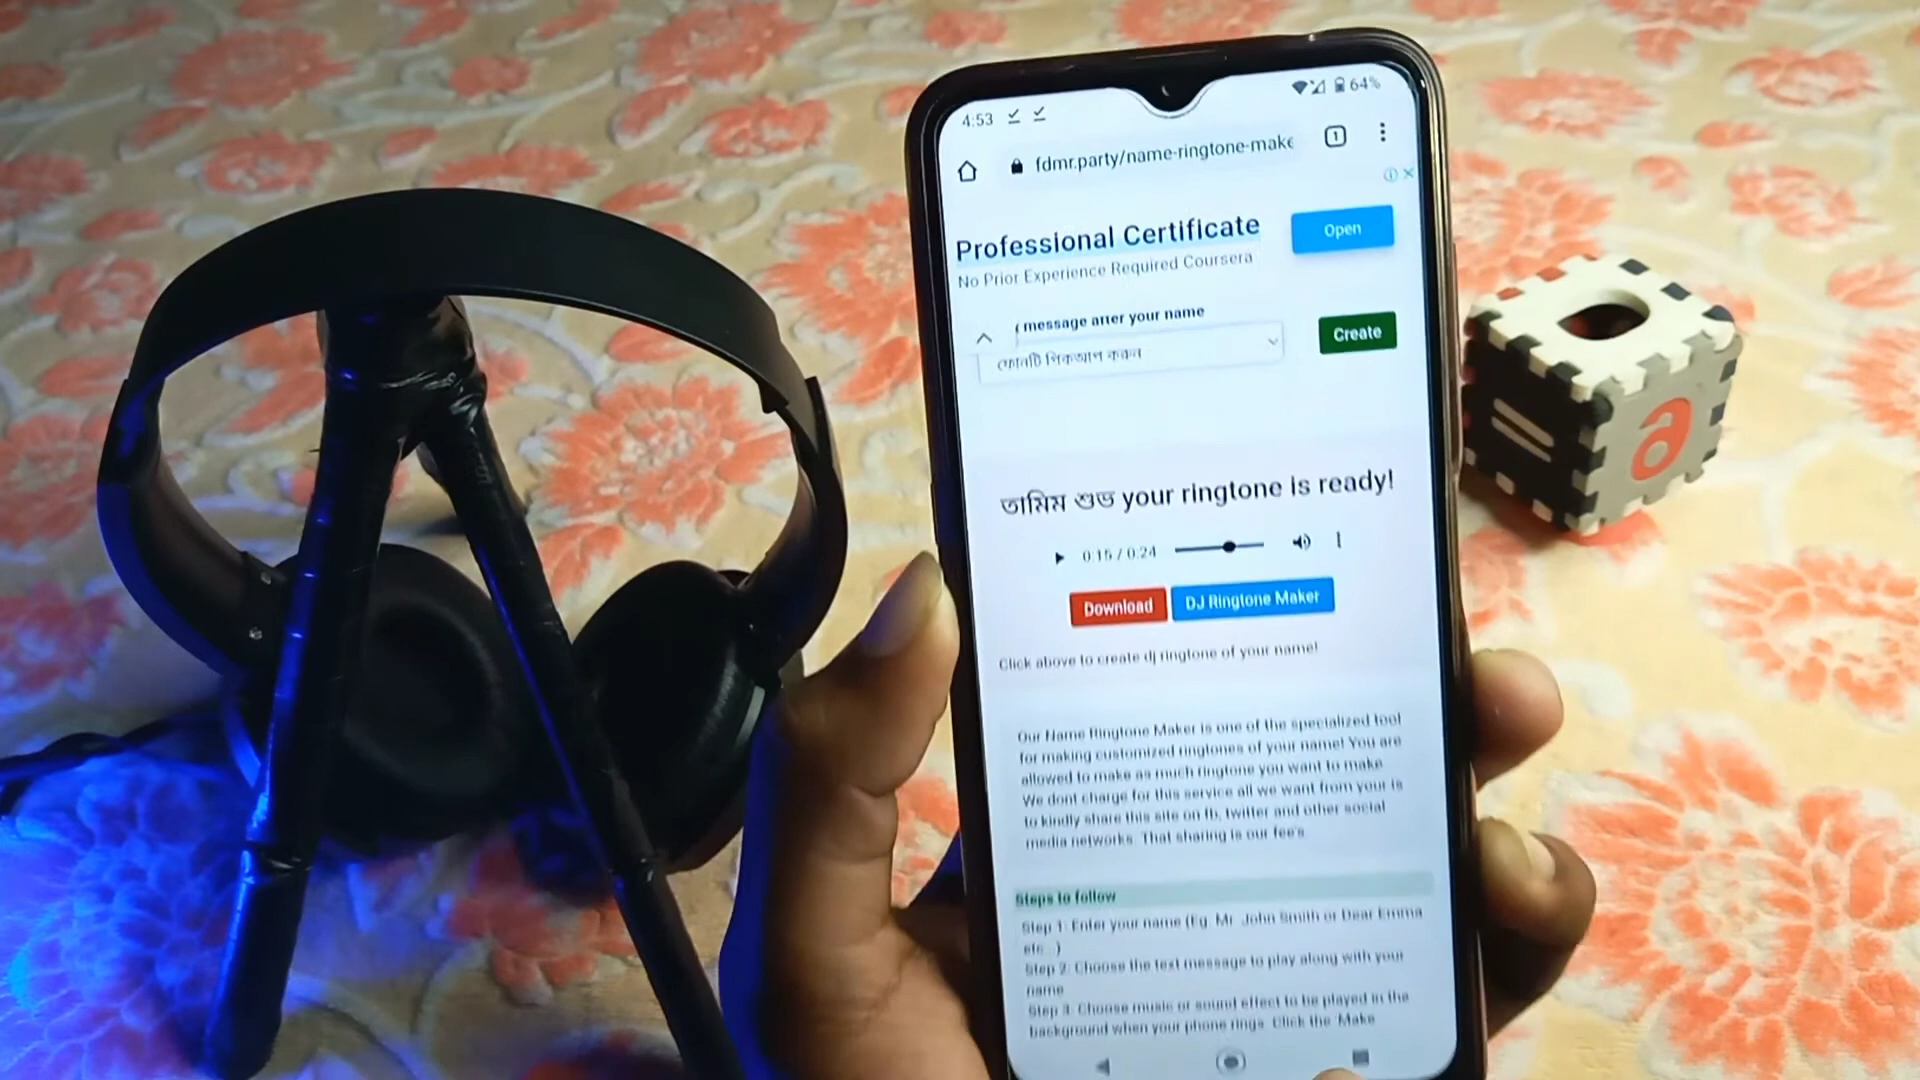 4:53
64%
fdmr.party/name-ringtone-make
1
Professional Certificate
Open
No Prior Experience Required Coursera
message after your name
ফোনটি পিকআপ করুন
Create
তামিম শুভ your ringtone is ready!
0:15 / 0:24
Download
DJ Ringtone Maker
Click above to create dj ringtone of your name!
Our Name Ringtone Maker is one of the specialized tool
for making customized ringtones of your name! You are
allowed to make as much ringtone you want to make.
We dont charge for this service all we want from your is
to kindly share this site on fb, twitter and other social
media networks. That sharing is our fee's.
Steps to follow
Step 1: Enter your name (Eg. Mr. John Smith or Dear Emma
etc...)
Step 2: Choose the text message to play along with your
name
Step 3: Choose music or sound effect to be played in the
background when your phone rings. Click the 'Make